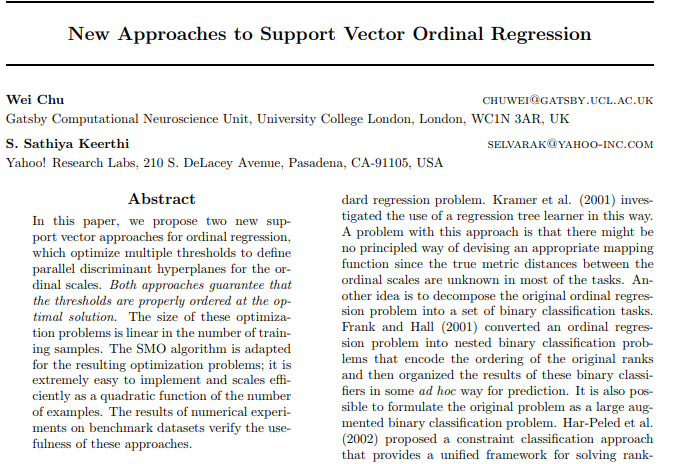 New Approaches to Support Vector Ordinal Regression
Wei Chu chuwei@gatsby.ucl.ac.uk
Gatsby Computational Neuroscience Unit, University College London, London, WC1N 3AR, UK
S. Sathiya Keerthi selvarak@yahoo-inc.com
Yahoo! Research Labs, 210 S. DeLacey Avenue, Pasadena, CA-91105, USA
Abstract
In this paper, we propose two new sup-
port vector approaches for ordinal regression,
which optimize multiple thresholds to define
parallel discriminant hyperplanes for the or-
dinal scales. Both approaches guarantee that
the thresholds are properly ordered at the op-
timal solution. The size of these optimiza-
tion problems is linear in the number of train-
ing samples. The SMO algorithm is adapted
for the resulting optimization problems; it is
extremely easy to implement and scales effi-
ciently as a quadratic function of the number
of examples. The results of numerical experi-
ments on benchmark datasets verify the use-
fulness of these approaches.
dard regression problem. Kramer et al. (2001) inves-
tigated the use of a regression tree learner in this way.
A problem with this approach is that there might be
no principled way of devising an appropriate mapping
function since the true metric distances between the
ordinal scales are unknown in most of the tasks. An-
other idea is to decompose the original ordinal regres-
sion problem into a set of binary classification tasks.
Frank and Hall (2001) converted an ordinal regres-
sion problem into nested binary classification prob-
lems that encode the ordering of the original ranks
and then organized the results of these binary classi-
fiers in some ad hoc way for prediction. It is also pos-
sible to formulate the original problem as a large aug-
mented binary classification problem. Har-Peled et al.
(2002) proposed a constraint classification approach
that provides a unified framework for solving rank-